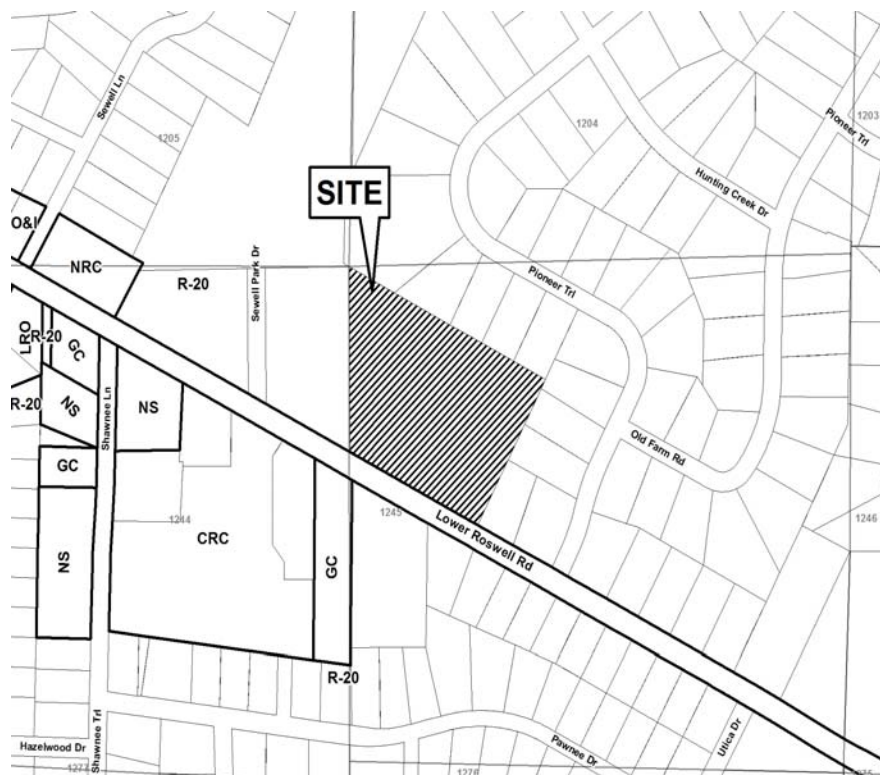 Sewell Ln
1205
1204
Pioneer Trl
1203
SITE
Hunting Creek Dr
O&I
NRC
R-20
Sewell Park Dr
Pioneer Trl
LRO
R-20
GC
R-20
NS
Shawnee Ln
NS
Old Farm Rd
GC
1244
CRC
1245
Lower Roswell Rd
1246
NS
GC
R-20
Hazelwood Dr
Shawnee Trl
Pawnee Dr
Utica Dr
1276